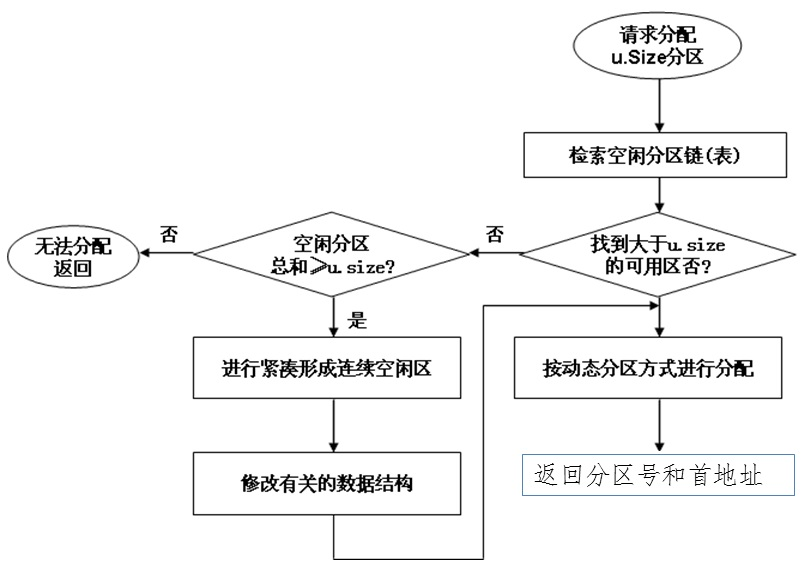 请求分配
u.Size分区
检索空闲分区链(表)
找到大于u.size
的可用区否?
否
空闲分区
总和≥u.size?
否
无法分配
返回
是
进行紧凑形成连续空闲区
修改有关的数据结构
按动态分区方式进行分配
返回分区号和首地址